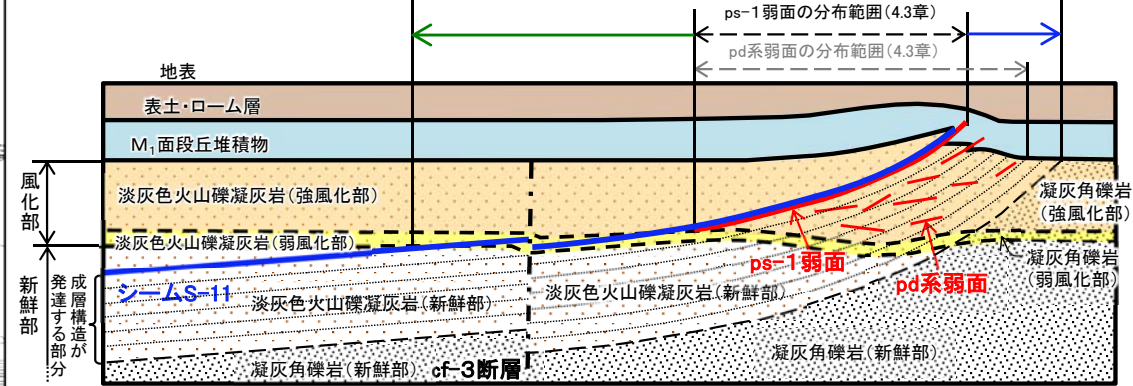 ps-1弱面の分布範囲(4.3章)
pd系弱面の分布範囲(4.3章)
地表
表土・ローム層
M1面段丘堆積物
風化部
淡灰色火山礫凝灰岩(強風化部)
凝灰角礫岩
(強風化部)
淡灰色火山礫凝灰岩(弱風化部)
凝灰角礫岩
(弱風化部)
ps-1弱面
pd系弱面
新鮮部
成層構造が
発達する部分
シームS-11
淡灰色火山礫凝灰岩(新鮮部)
淡灰色火山礫凝灰岩(新鮮部)
凝灰角礫岩(新鮮部)
cf-3断層
凝灰角礫岩(新鮮部)